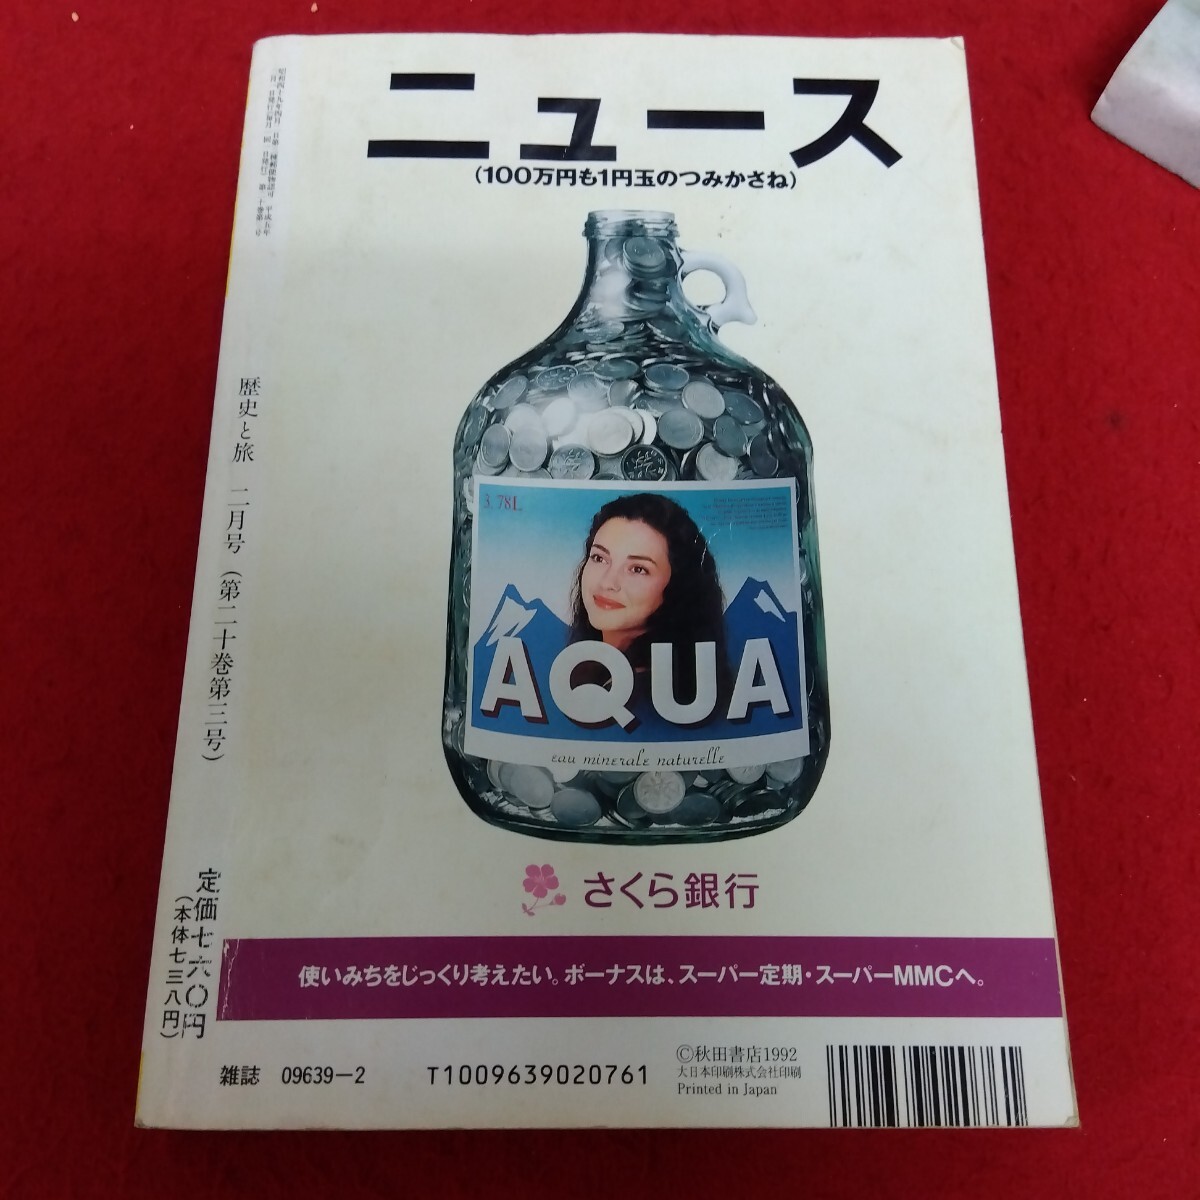 ニュース
(100万円も1円玉のつみかさね)
3.78L
AQUA
eau minerale naturelle
さくら銀行
使いみちをじっくり考えたい。ボーナスは、スーパー定期・スーパーMMCへ。
歴史と旅 二月号(第二十巻第三号)
定価七六〇円
(本体七三八円)
雑誌 09639-2
T1009639020761
©秋田書店1992
大日本印刷株式会社印刷
Printed in Japan